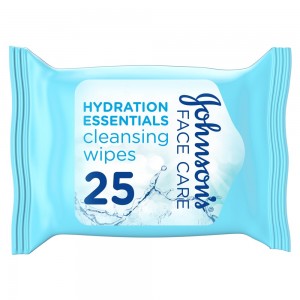 HYDRATION
ESSENTIALS
cleansing
wipes
25
Johnson's
FACE CARE